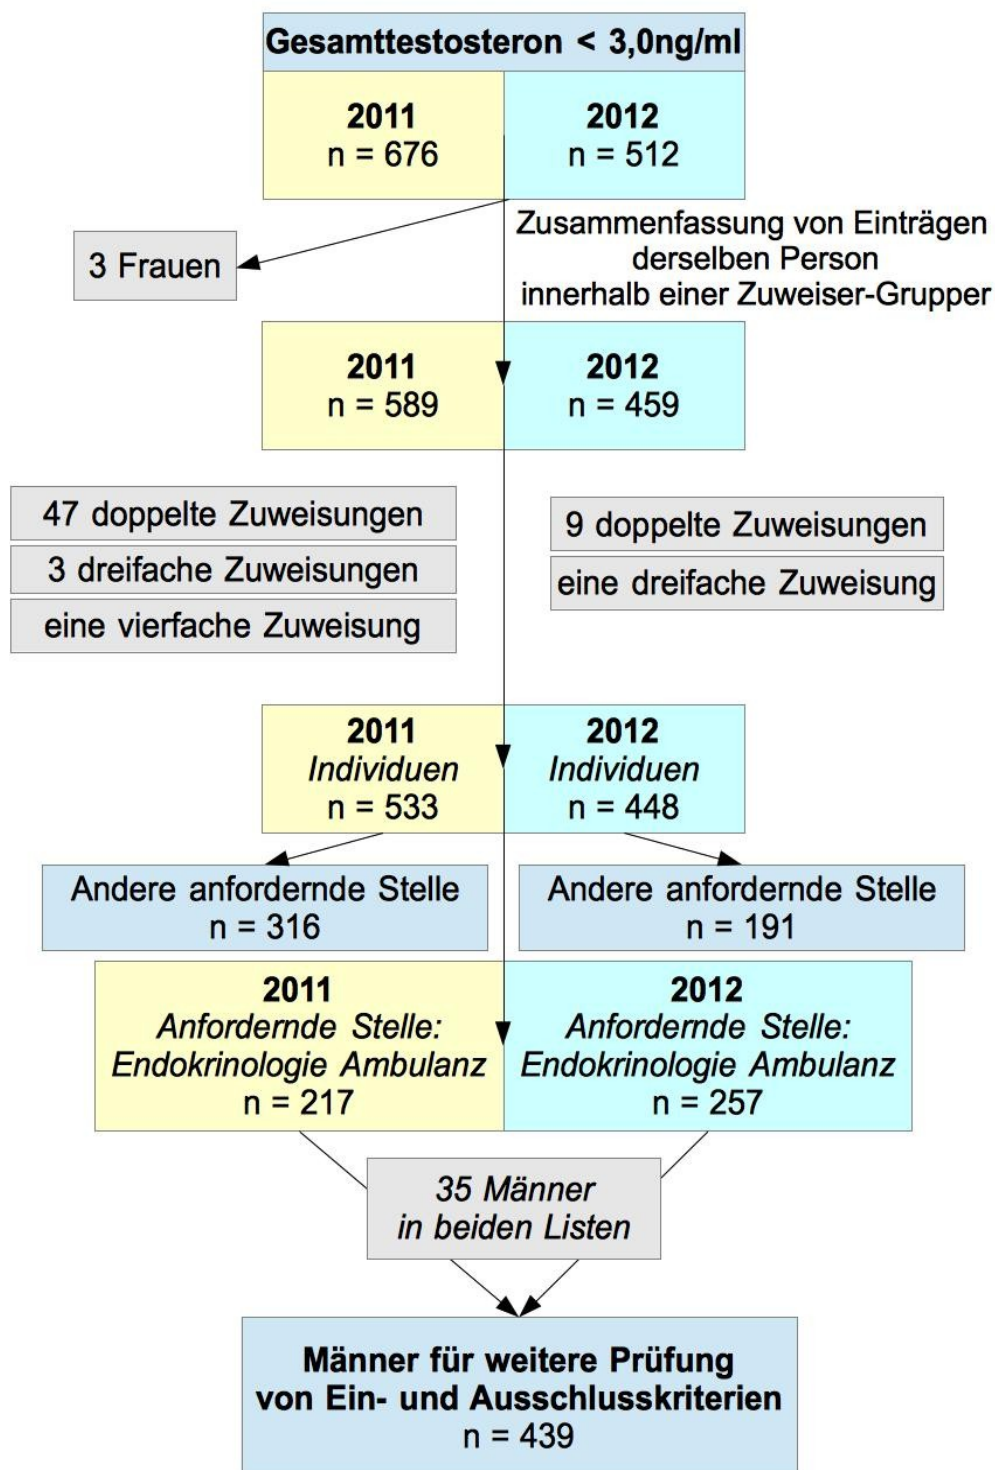 Gesamttestosteron < 3,0ng/ml
2011
n = 676
2012
n = 512
3 Frauen
Zusammenfassung von Einträgen
derselben Person
innerhalb einer Zuweiser-Grupper
2011
n = 589
2012
n = 459
47 doppelte Zuweisungen
3 dreifache Zuweisungen
eine vierfache Zuweisung
9 doppelte Zuweisungen
eine dreifache Zuweisung
2011
Individuen
n = 533
2012
Individuen
n = 448
Andere anfordernde Stelle
n = 316
Andere anfordernde Stelle
n = 191
2011
Anfordernde Stelle:
Endokrinologie Ambulanz
n = 217
2012
Anfordernde Stelle:
Endokrinologie Ambulanz
n = 257
35 Männer
in beiden Listen
Männer für weitere Prüfung
von Ein- und Ausschlusskriterien
n = 439